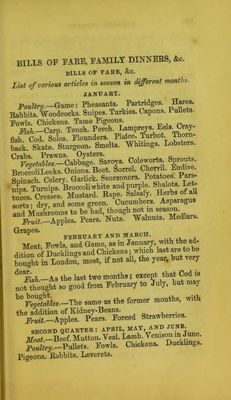 BILLS OF FARE, FAMILY DINNERS, &c.
BILLS OF FARE, &c.
List of various articles in season in different months.
JANUARY.
Poultry.—Game: Pheasants. Partridges. Hares.
Rabbits. Woodcocks. Snipes. Turkies. Capons. Pullets.
Fowls. Chickens. Tame Pigeons.
Fish.—Carp. Tench. Perch. Lampreys. Eels. Cray-
fish. Cod. Soles. Flounders. Plaice. Turbot. Thorn-
back. Skate. Sturgeon. Smelts. Whitings. Lobsters.
Crabs. Prawns. Oysters.
Vegetables.—Cabbage. Savoys. Coleworts. Sprouts.
Broccoli. Leeks. Onions. Beet. Sorrel. Chervil. Endive.
Spinach. Celery. Garlick. Scorzonera. Potatoes. Pars-
nips. Turnips. Broccoli white and purple. Shalots. Let-
tuces. Cresses. Mustard. Rape. Salsafy. Herbs of all
sorts; dry, and some green. Cucumbers. Asparagus
and Mushrooms to be had, though not in season.
Fruit.—Apples. Pears. Nuts. Walnuts. Medlars.
Grapes.
FEBRUARY AND MARCH.
Meat, Fowls, and Game, as in January, with the ad-
dition of Ducklings and Chickens; which last are to be
bought in London, most, if not all, the year, but very
dear.
Fish.—As the last two months; except that Cod is
not thought so good from February to July, but may
be bought.
Vegetables.—The same as the former months, with
the addition of Kidney-Beans.
Fruit.—Apples. Pears. Forced Strawberries.
SECOND QUARTER: APRIL, MAY, AND JUNE.
Meat.—Beef. Mutton. Veal. Lamb. Venison in June.
Poultry.—Pullets. Fowls. Chickens. Ducklings.
Pigeons. Rabbits. Leverets.